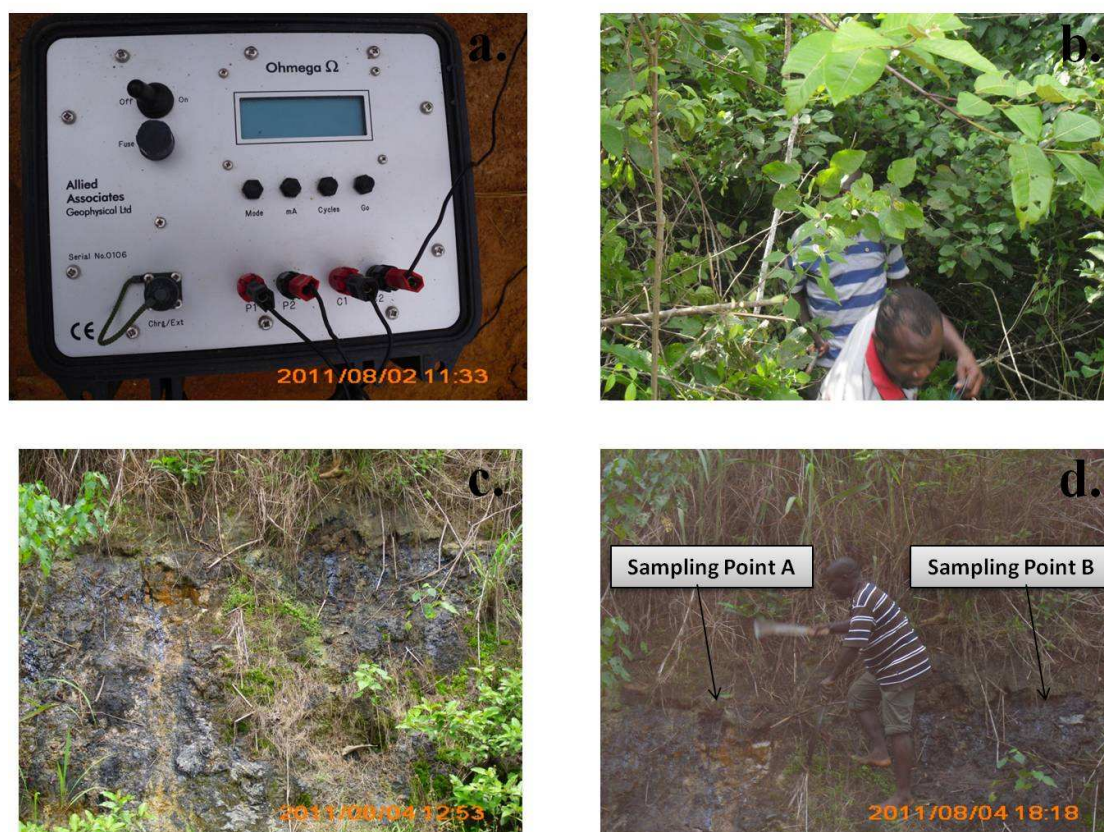 a.
Ohmega Ω
Off
On
Fuse
Allied
Associates
Geophysical Ltd
Mode
mA
Cycles
Go
Serial No.0106
P1
P2
C1
CE
Chrg/Ext
2011/08/02 11:33
b.
c.
2011/08/04 12:53
d.
Sampling Point A
Sampling Point B
2011/08/04 18:18